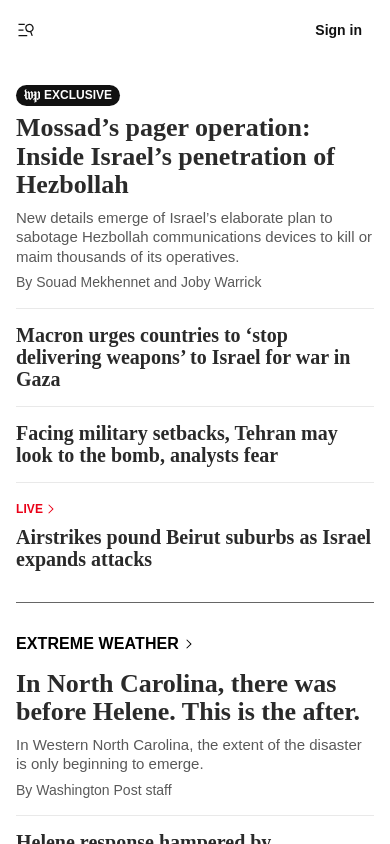 Sign in
wp EXCLUSIVE
Mossad’s pager operation:
Inside Israel’s penetration of
Hezbollah
New details emerge of Israel’s elaborate plan to
sabotage Hezbollah communications devices to kill or
maim thousands of its operatives.
By Souad Mekhennet and Joby Warrick
Macron urges countries to ‘stop
delivering weapons’ to Israel for war in
Gaza
Facing military setbacks, Tehran may
look to the bomb, analysts fear
LIVE
Airstrikes pound Beirut suburbs as Israel
expands attacks
EXTREME WEATHER
In North Carolina, there was
before Helene. This is the after.
In Western North Carolina, the extent of the disaster
is only beginning to emerge.
By Washington Post staff
Helene response hampered by